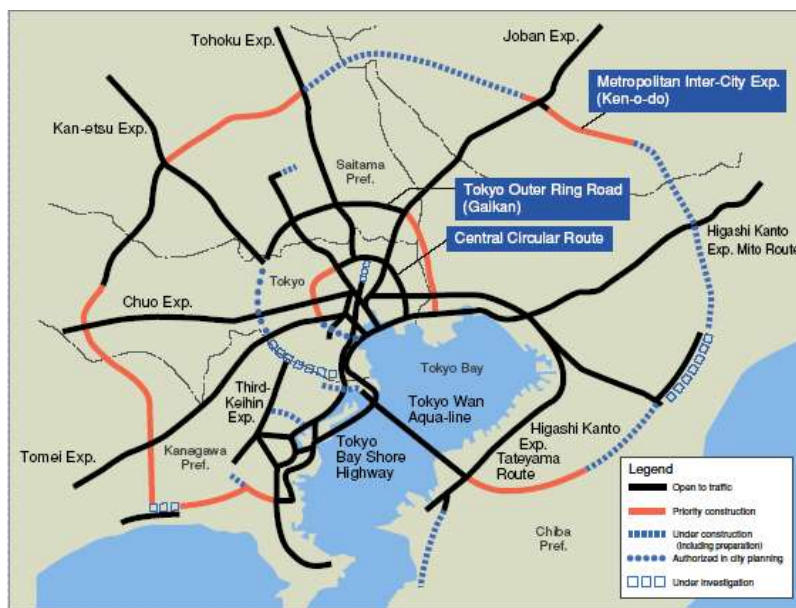 Tohoku Exp.
Joban Exp.
Metropolitan Inter-City Exp.
(Ken-o-do)
Kan-etsu Exp.
Saitama
Pref.
Tokyo Outer Ring Road
(Gaikan)
Higashi Kanto
Exp. Mito Route
Central Circular Route
Tokyo
Chuo Exp.
Tokyo Bay
Tokyo Wan
Aqua-line
Third-
Keihin
Exp.
Higashi Kanto
Exp.
Tateyama
Route
Tokyo
Bay Shore
Highway
Kanagawa
Pref.
Tomei Exp.
Chiba
Pref.
Legend
Open to traffic
Priority construction
Under construction
(Including preparation)
Authorized in city planning
Under investigation